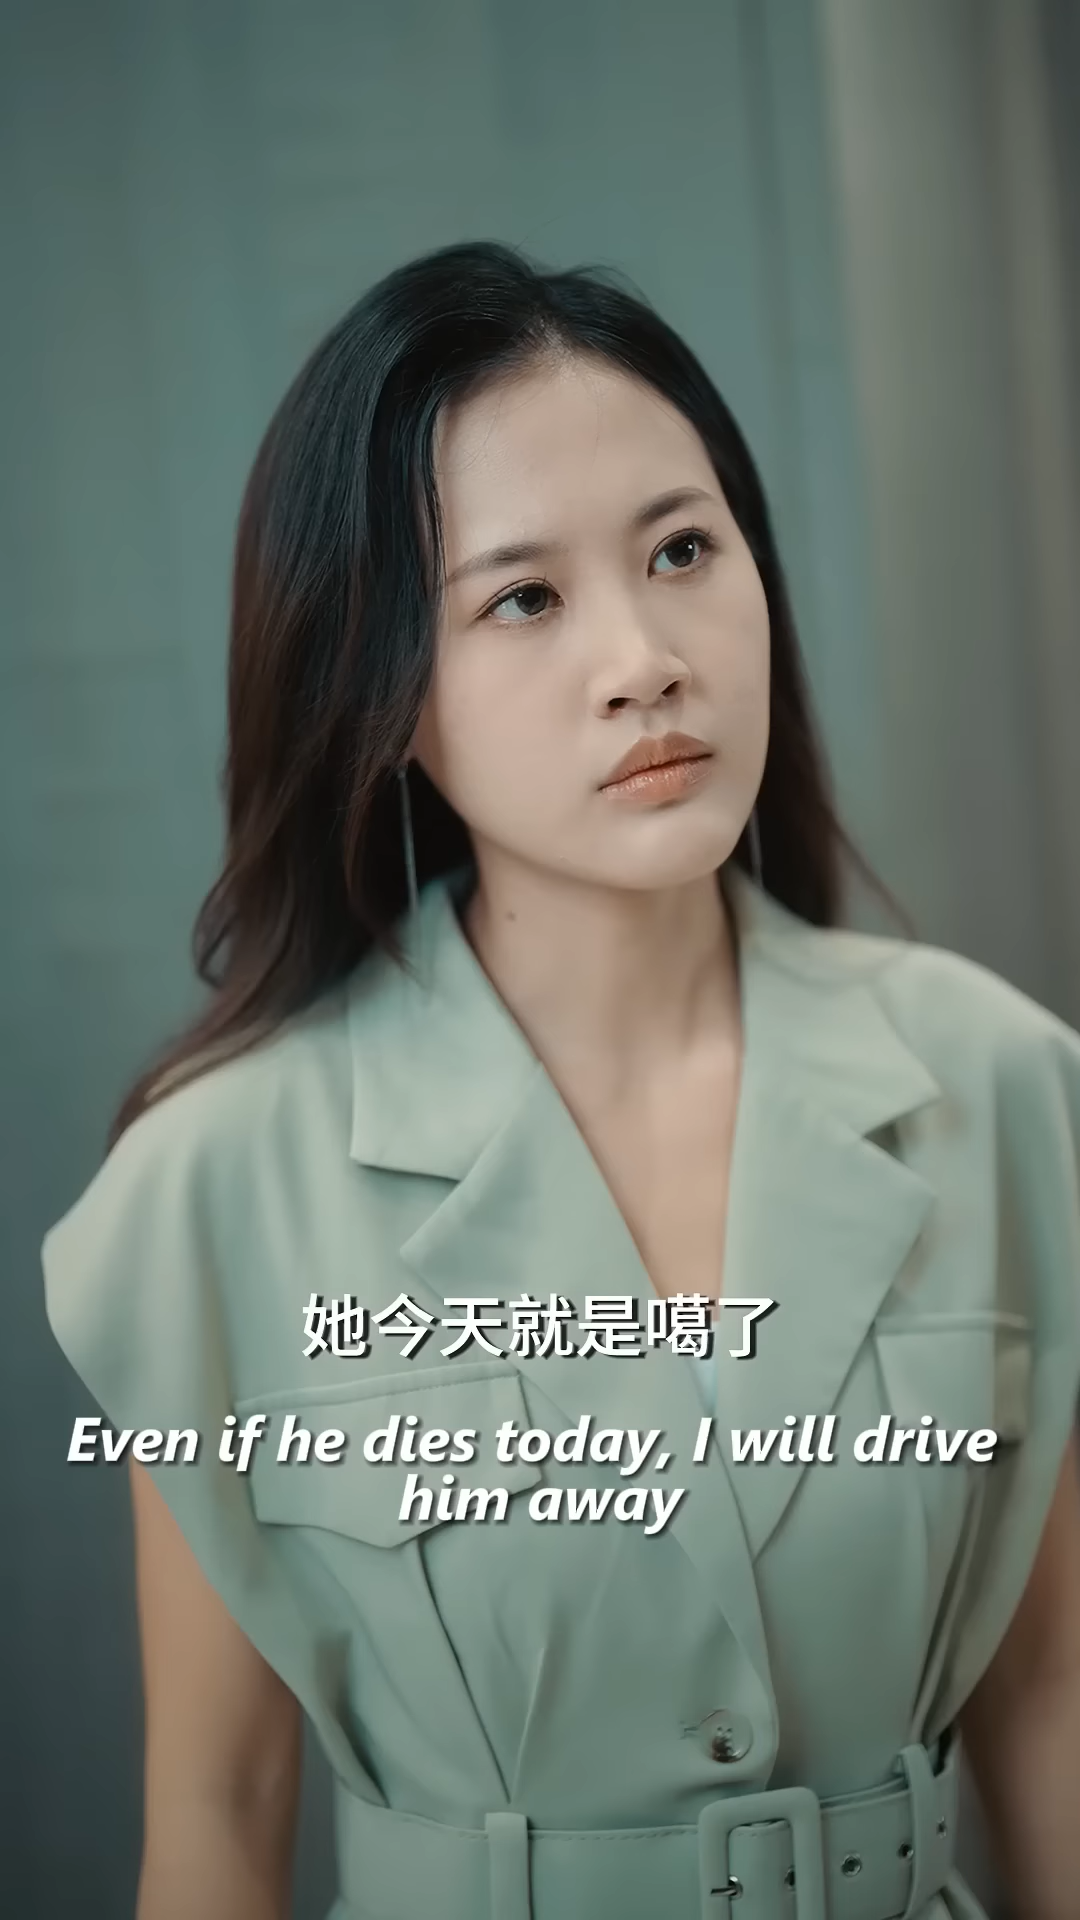 她今天就是噶了
Even if he dies today, I will drive
him away